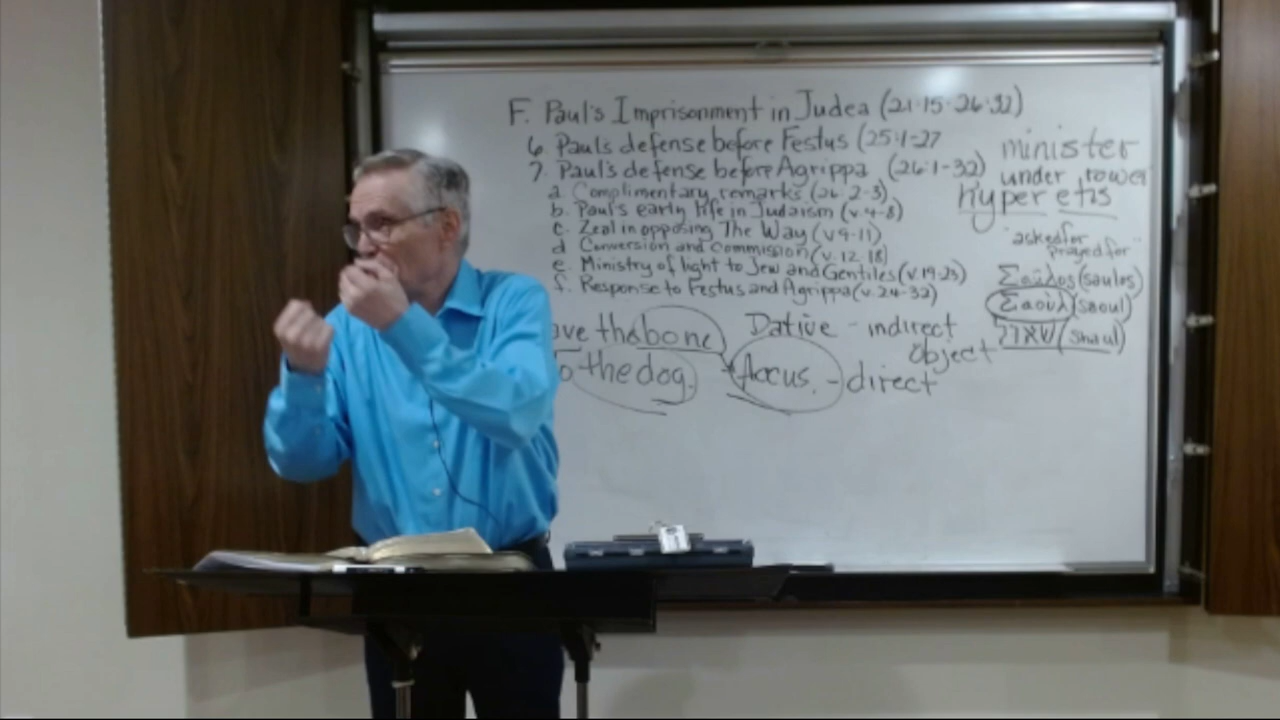 F. Paul's Imprisonment in Judea (21:15-26:32)
6 Pauls defense before Festus (25:1-27
7. Paul's defense before Agrippa (26:1-32)
a. Complimentary remarks (26:2-3)
b. Paul's early life in Judaism (v.4-8)
c. Zeal in opposing The Way (v 9-11)
d Conversion and Commission (v.12-18)
e Ministry of light to Jew and Gentiles (v.19-23)
f. Response to Festus and Agrippa (v.24-32)
minister
under rower
hyperetis
"asked for
prayed for"
Σαῦλος (saulos)
Σαούλ (saoul)
שאול (shaul)
the bone
the dog.
Dative - indirect
object
Accus. - direct